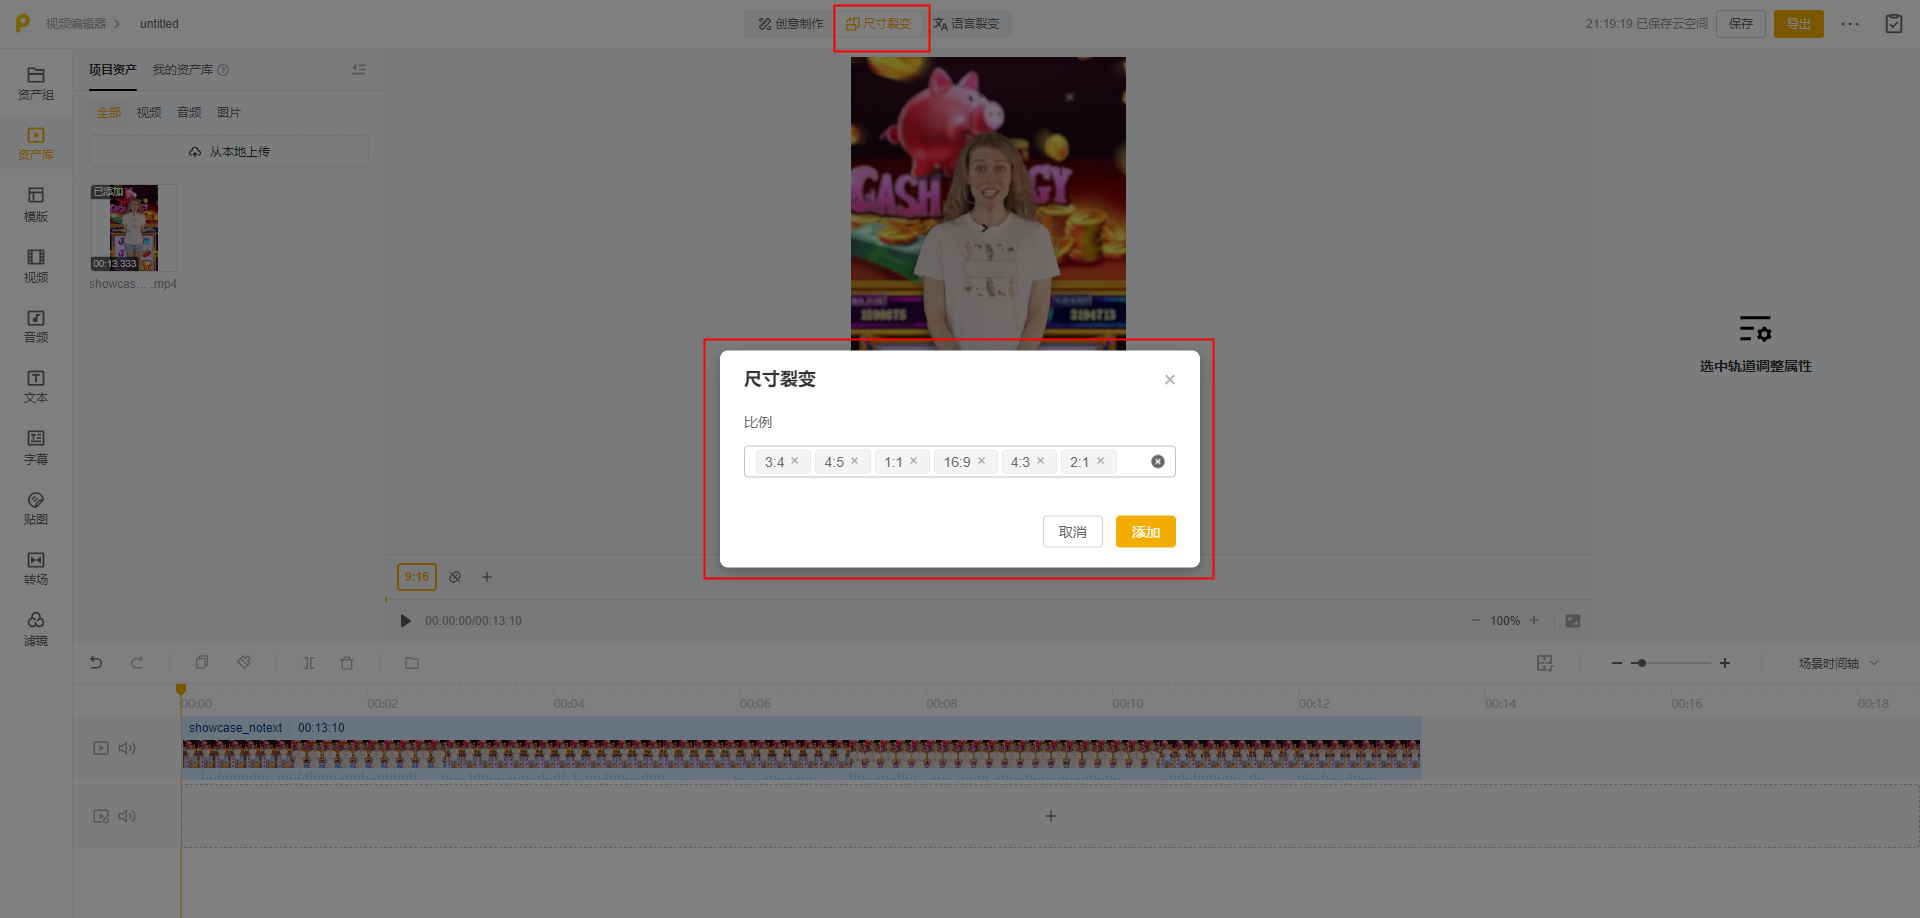 视频编辑器
untitled
创意制作
尺寸裂变
语言裂变
21:19:19 已保存云空间
保存
导出
资产组
资产库
模版
视频
音频
文本
字幕
贴图
转场
滤镜
项目资产
我的资产库
全部
视频
音频
图片
从本地上传
已添加
00:13.333
showcas... .mp4
CASH
GY
MAJOR
1598675
GRAND
3194713
尺寸裂变
比例
3:4
4:5
1:1
16:9
4:3
2:1
取消
添加
选中轨道调整属性
9:16
00:00:00/00:13:10
100%
场景时间轴
00:00
00:02
00:04
00:06
00:08
00:10
00:12
00:14
00:16
00:18
showcase_notext
00:13:10